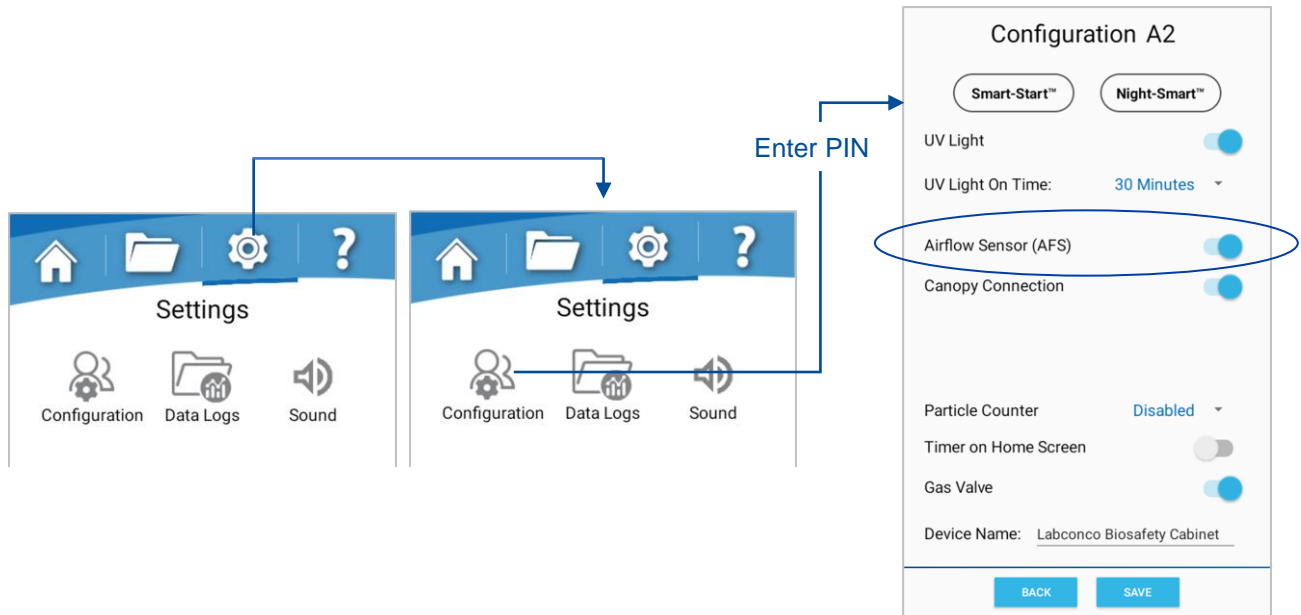 Settings
Configuration Data Logs Sound
Settings
Configuration Data Logs Sound
Enter PIN
Configuration A2
Smart-Start™ Night-Smart™
UV Light
UV Light On Time: 30 Minutes
Airflow Sensor (AFS)
Canopy Connection
Particle Counter Disabled
Timer on Home Screen
Gas Valve
Device Name: Labconco Biosafety Cabinet
BACK SAVE